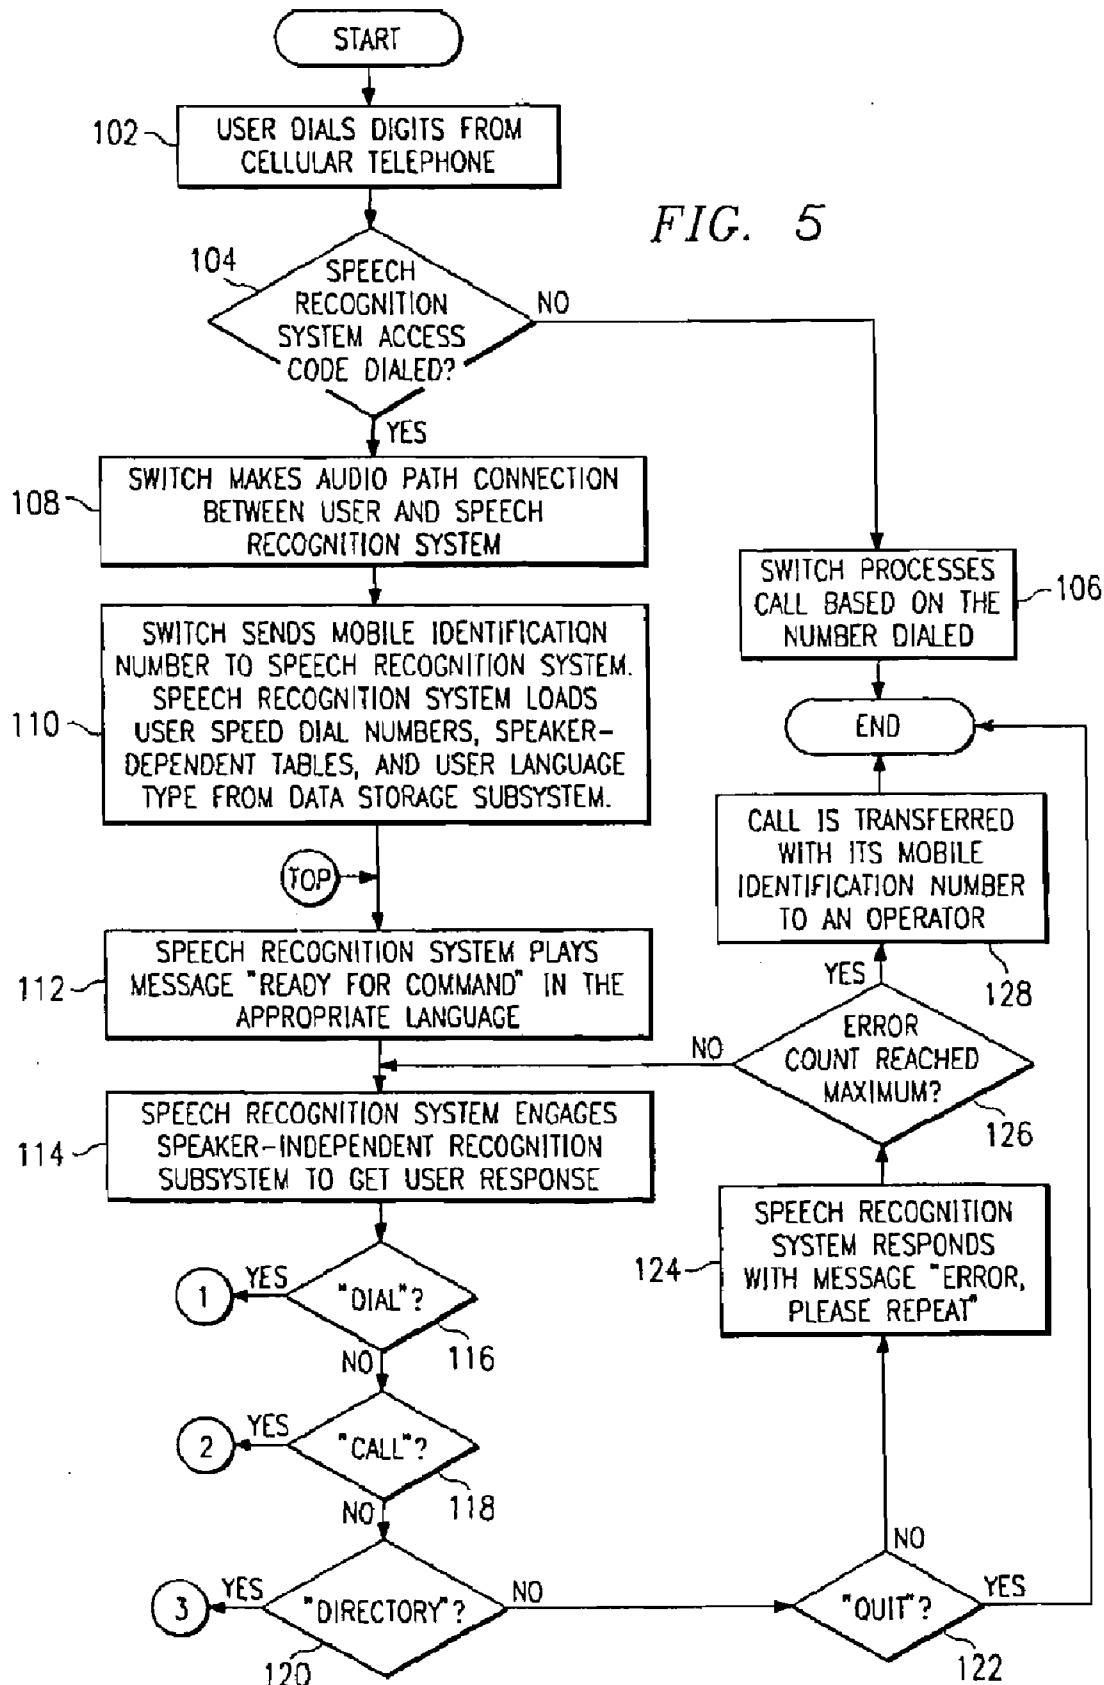 START
102
USER DIALS DIGITS FROM
CELLULAR TELEPHONE
FIG. 5
104
SPEECH
RECOGNITION
SYSTEM ACCESS
CODE DIALED?
NO
YES
108
SWITCH MAKES AUDIO PATH CONNECTION
BETWEEN USER AND SPEECH
RECOGNITION SYSTEM
SWITCH PROCESSES
CALL BASED ON THE
NUMBER DIALED
106
110
SWITCH SENDS MOBILE IDENTIFICATION
NUMBER TO SPEECH RECOGNITION SYSTEM.
SPEECH RECOGNITION SYSTEM LOADS
USER SPEED DIAL NUMBERS, SPEAKER-
DEPENDENT TABLES, AND USER LANGUAGE
TYPE FROM DATA STORAGE SUBSYSTEM.
END
CALL IS TRANSFERRED
WITH ITS MOBILE
IDENTIFICATION NUMBER
TO AN OPERATOR
128
TOP
112
SPEECH RECOGNITION SYSTEM PLAYS
MESSAGE "READY FOR COMMAND" IN THE
APPROPRIATE LANGUAGE
YES
ERROR
COUNT REACHED
MAXIMUM?
NO
126
114
SPEECH RECOGNITION SYSTEM ENGAGES
SPEAKER-INDEPENDENT RECOGNITION
SUBSYSTEM TO GET USER RESPONSE
124
SPEECH RECOGNITION
SYSTEM RESPONDS
WITH MESSAGE "ERROR,
PLEASE REPEAT"
1
YES
"DIAL"?
116
NO
2
YES
"CALL"?
118
NO
3
YES
"DIRECTORY"?
NO
120
NO
"QUIT"?
YES
122